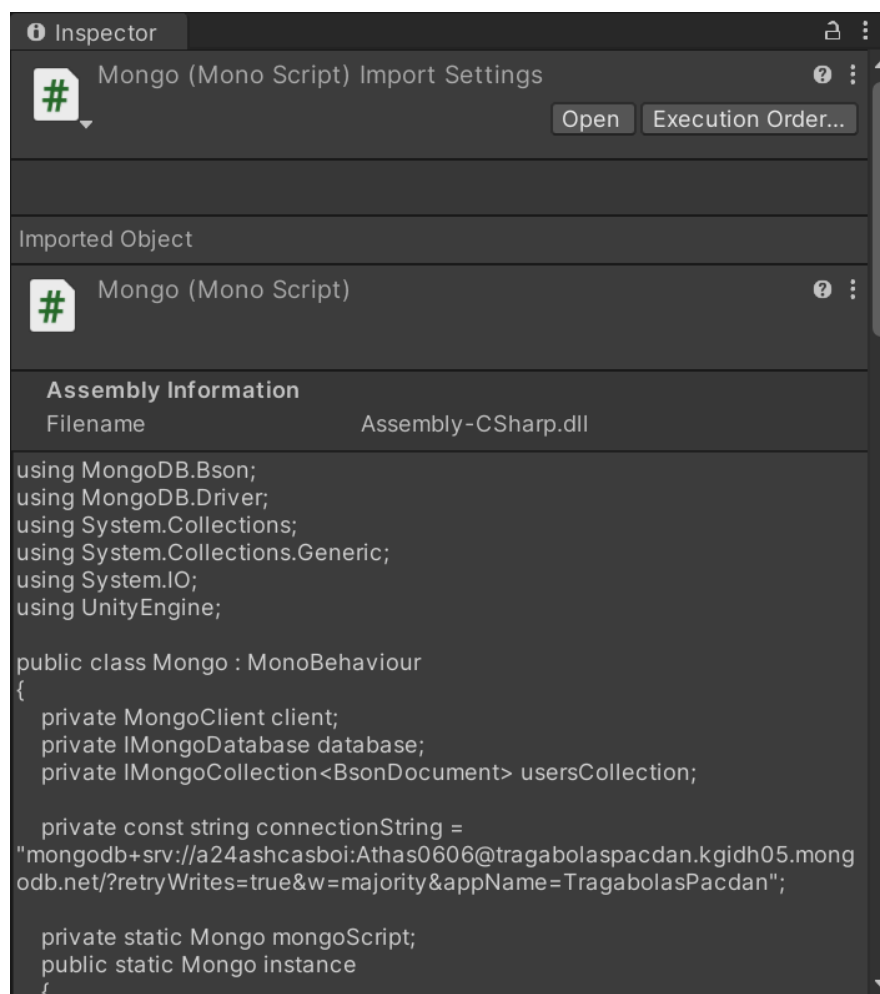 Inspector
Mongo (Mono Script) Import Settings
Open Execution Order...
Imported Object
Mongo (Mono Script)
Assembly Information
Filename Assembly-CSharp.dll
using MongoDB.Bson;
using MongoDB.Driver;
using System.Collections;
using System.Collections.Generic;
using System.IO;
using UnityEngine;
public class Mongo : MonoBehaviour
{
private MongoClient client;
private IMongoDatabase database;
private IMongoCollection<BsonDocument> usersCollection;
private const string connectionString =
"mongodb+srv://a24ashcasboi:Athas0606@tragabolaspacdan.kgidh05.mong
odb.net/?retryWrites=true&w=majority&appName=TragabolasPacdan";
private static Mongo mongoScript;
public static Mongo instance
{